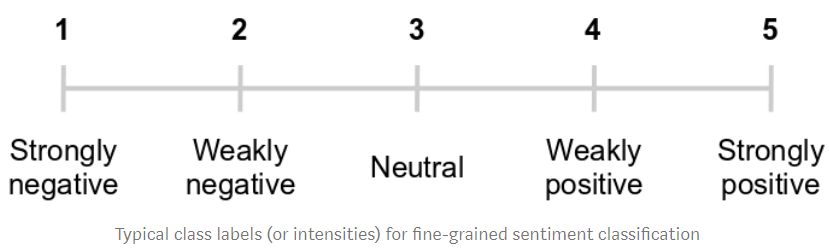 1 2 3 4 5
Strongly negative
Weakly negative
Neutral
Weakly positive
Strongly positive
Typical class labels (or intensities) for fine-grained sentiment classification